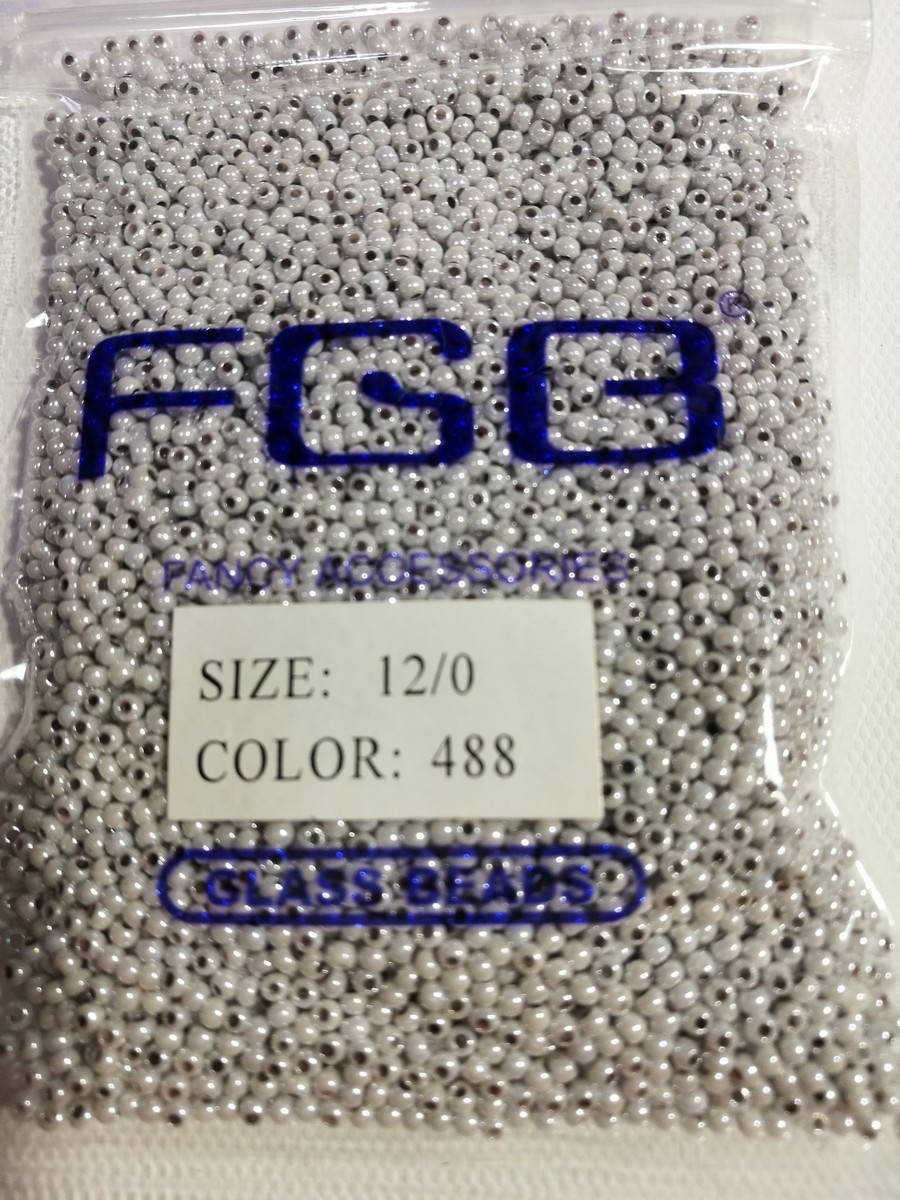 FGB®
FANCY ACCESSORIES
SIZE: 12/0
COLOR: 488
GLASS BEADS